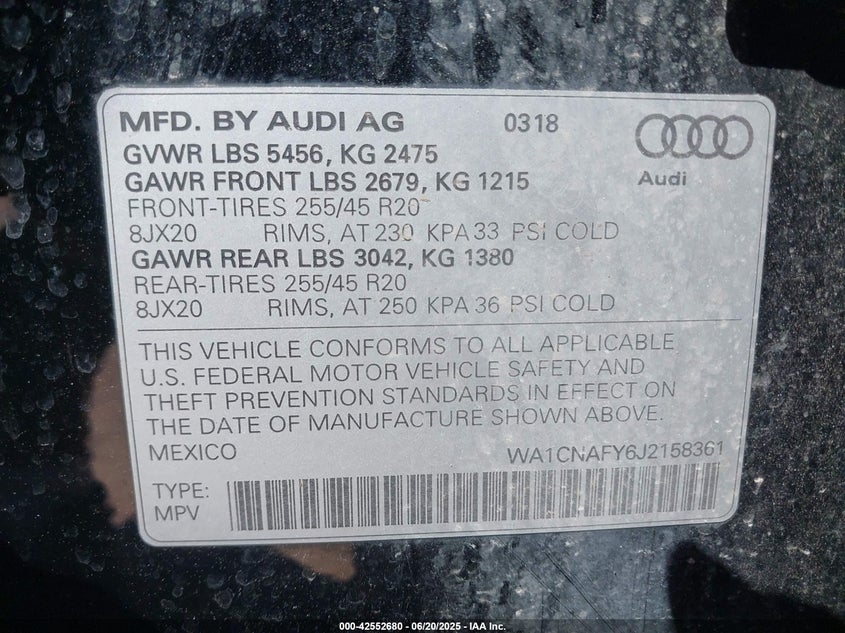 MFD. BY AUDI AG 0318
GVWR LBS 5456, KG 2475
Audi
GAWR FRONT LBS 2679, KG 1215
FRONT-TIRES 255/45 R20
8JX20 RIMS, AT 230 KPA 33 PSI COLD
GAWR REAR LBS 3042, KG 1380
REAR-TIRES 255/45 R20
8JX20 RIMS, AT 250 KPA 36 PSI COLD
THIS VEHICLE CONFORMS TO ALL APPLICABLE
U.S. FEDERAL MOTOR VEHICLE SAFETY AND
THEFT PREVENTION STANDARDS IN EFFECT ON
THE DATE OF MANUFACTURE SHOWN ABOVE.
MEXICO WA1CNAFY6J2158361
TYPE:
MPV
000-42552680 - 06/20/2025 - IAA Inc.